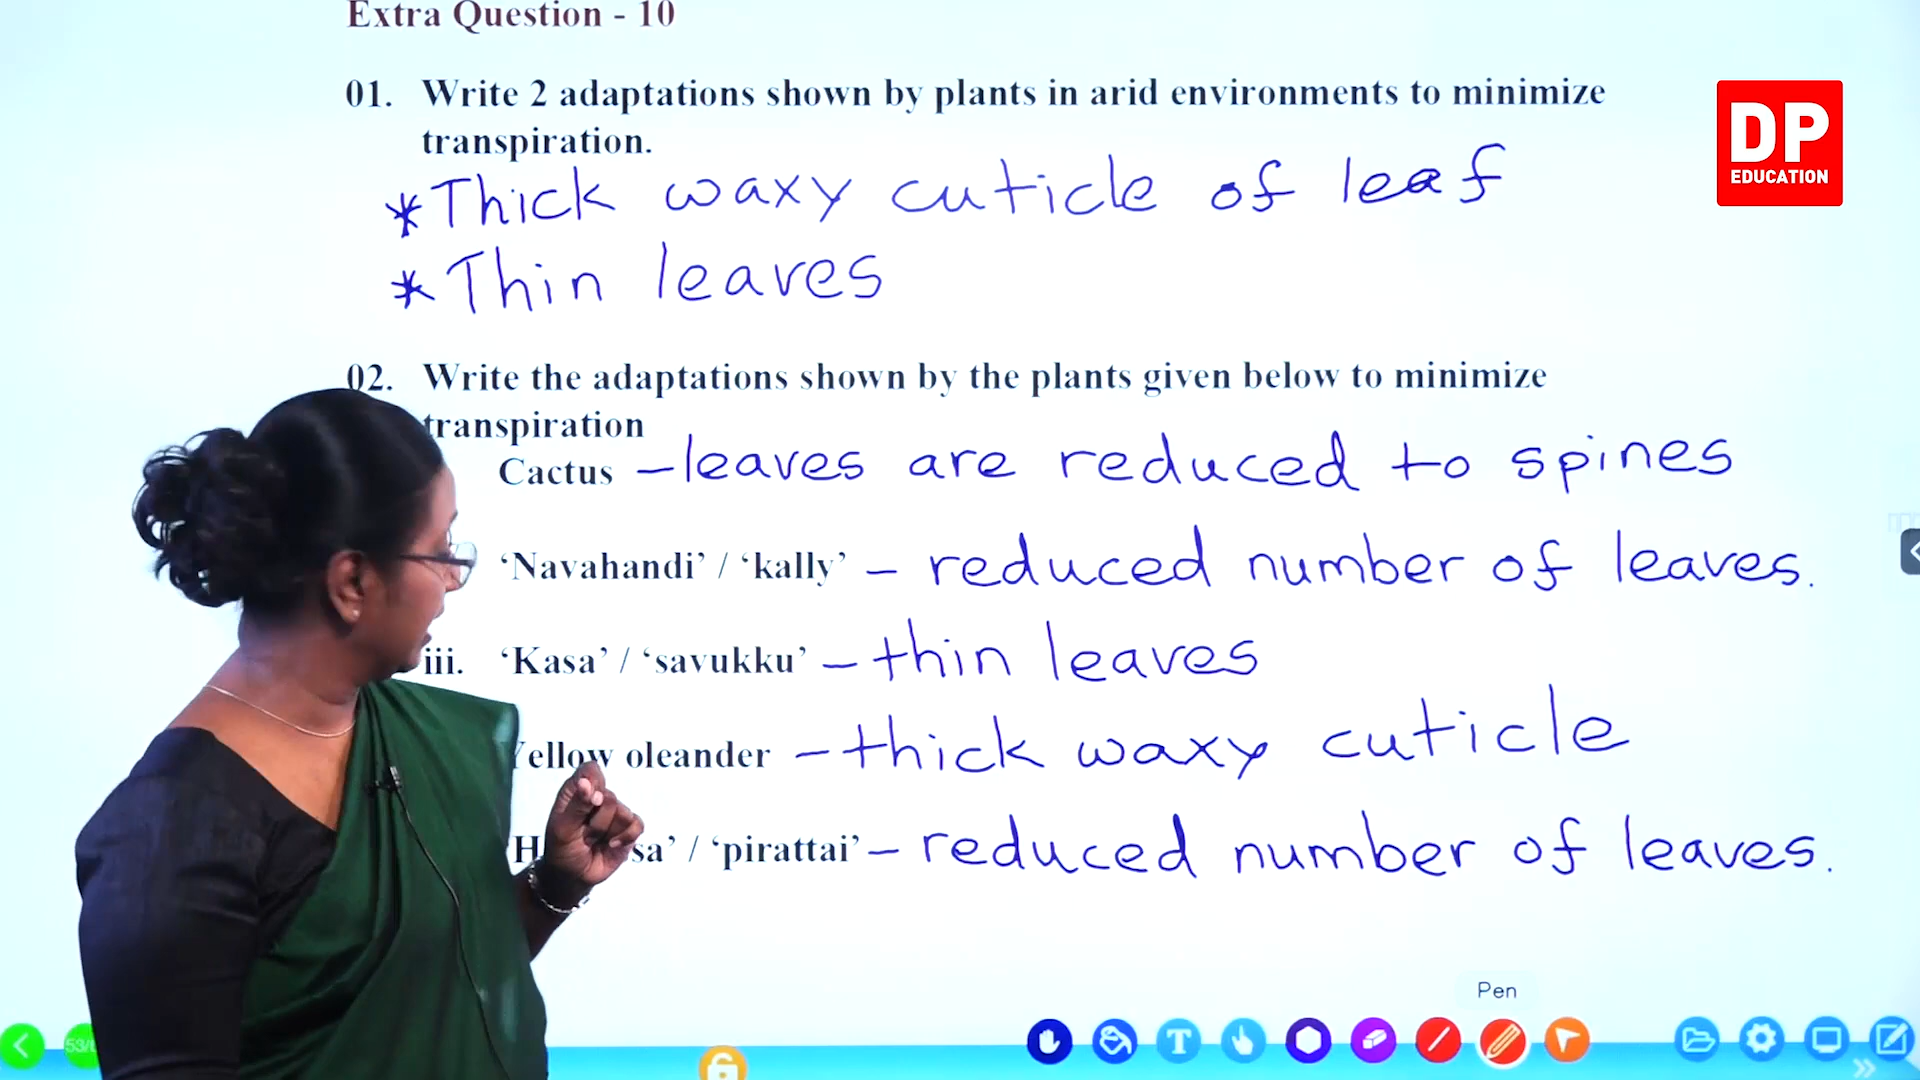 Extra Question - 10
01. Write 2 adaptations shown by plants in arid environments to minimize
transpiration.
*Thick waxy cuticle of leaf
*Thin leaves
02. Write the adaptations shown by the plants given below to minimize
transpiration
Cactus – leaves are reduced to spines
‘Navahandi’ / ‘kally’ – reduced number of leaves.
iii. ‘Kasa’ / ‘savukku’ – thin leaves
Yellow oleander – thick waxy cuticle
/ ‘pirattai’ – reduced number of leaves.
DP
EDUCATION
Pen